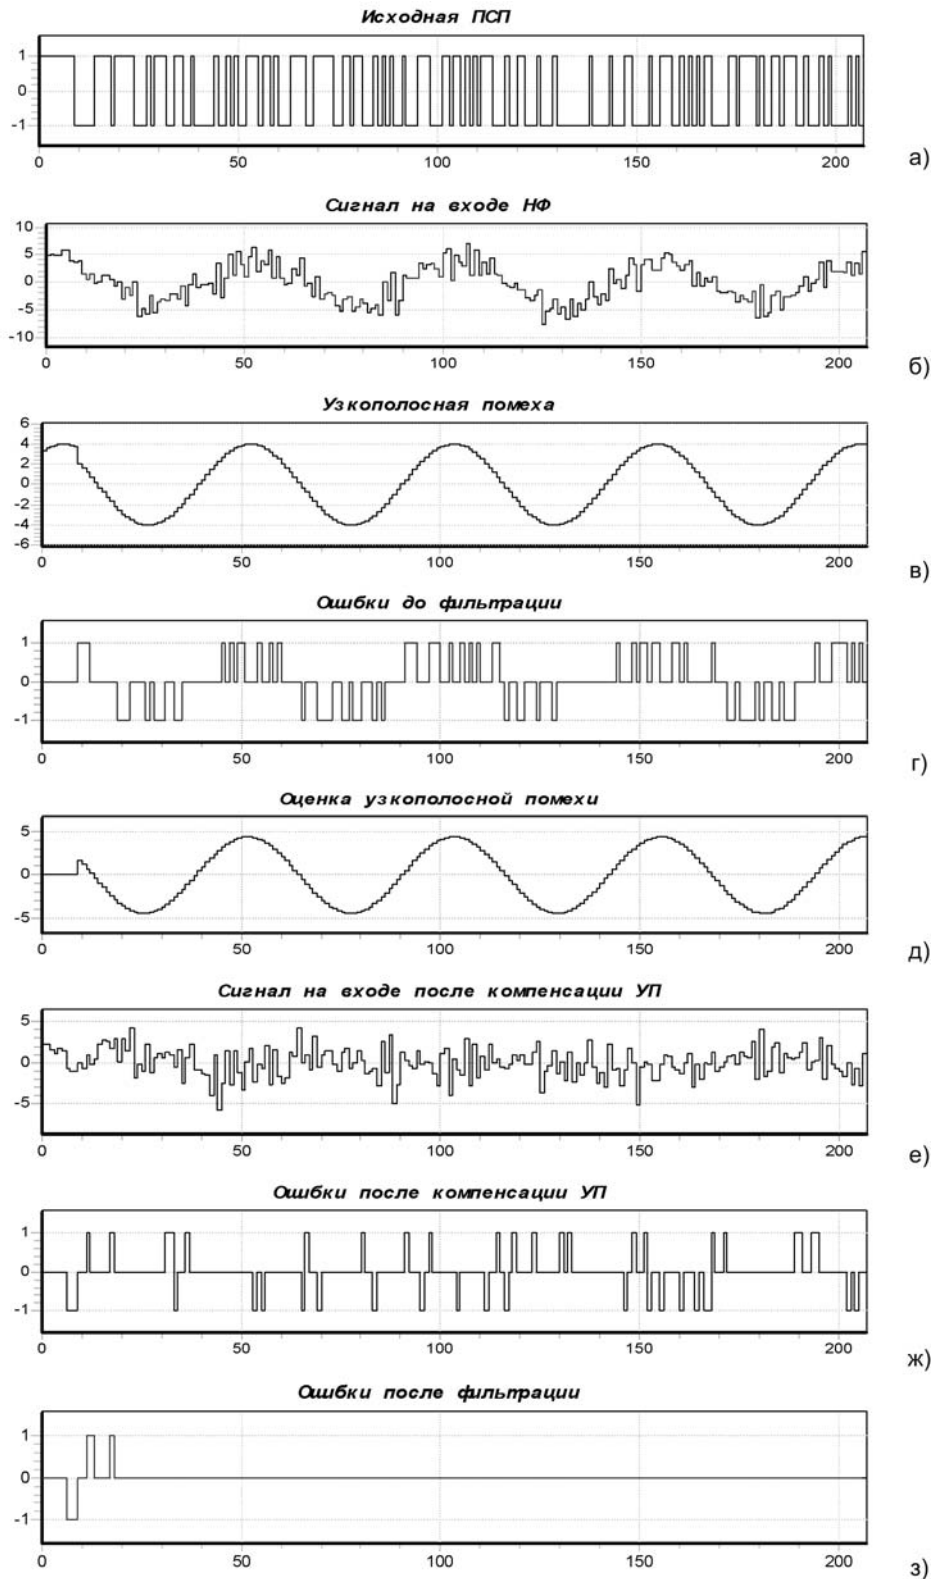 Исходная ПСП
1
0
-1
0 50 100 150 200
а)
Сигнал на входе НФ
10
5
0
-5
-10
0 50 100 150 200
б)
Узкополосная помеха
6
4
2
0
-2
-4
-6
0 50 100 150 200
в)
Ошибки до фильтрации
1
0
-1
0 50 100 150 200
г)
Оценка узкополосной помехи
5
0
-5
0 50 100 150 200
д)
Сигнал на входе после компенсации УП
5
0
-5
0 50 100 150 200
е)
Ошибки после компенсации УП
1
0
-1
0 50 100 150 200
ж)
Ошибки после фильтрации
1
0
-1
0 50 100 150 200
з)